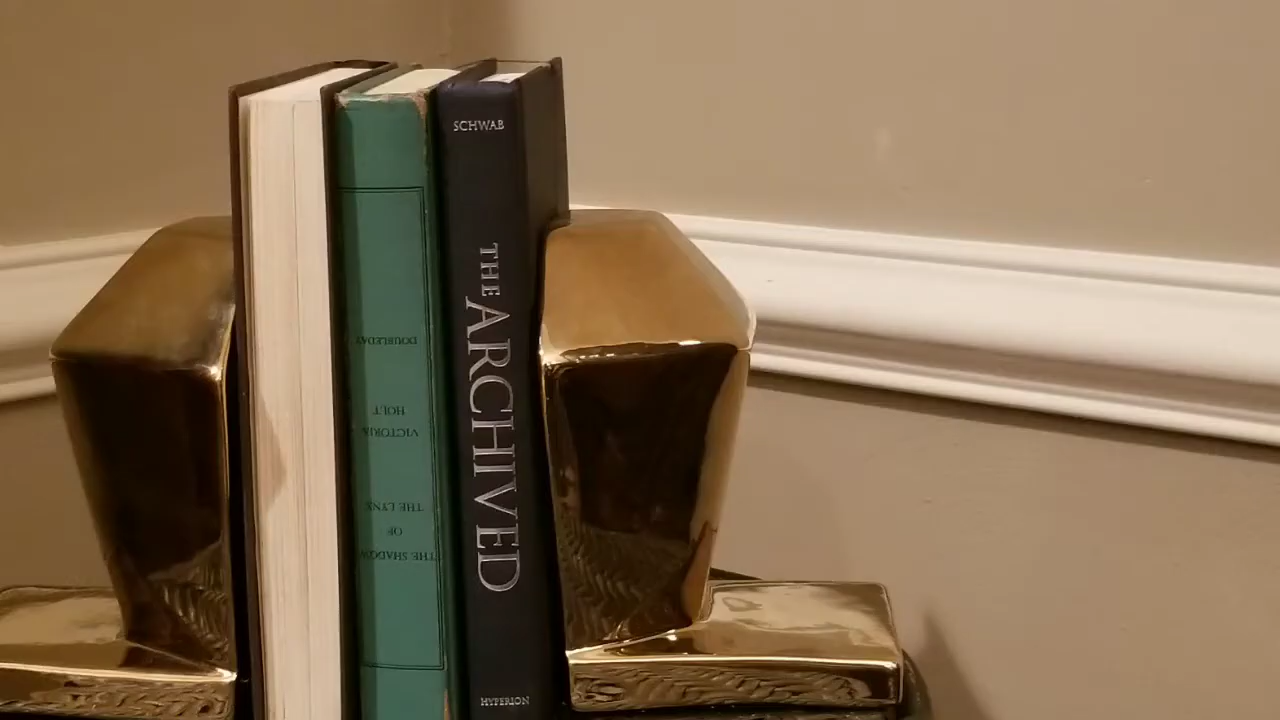 THE SHADOW
OF
THE LYNX
VICTORIA
HOLT
DOUBLEDAY
SCHWAB
THE ARCHIVED
HYPERION